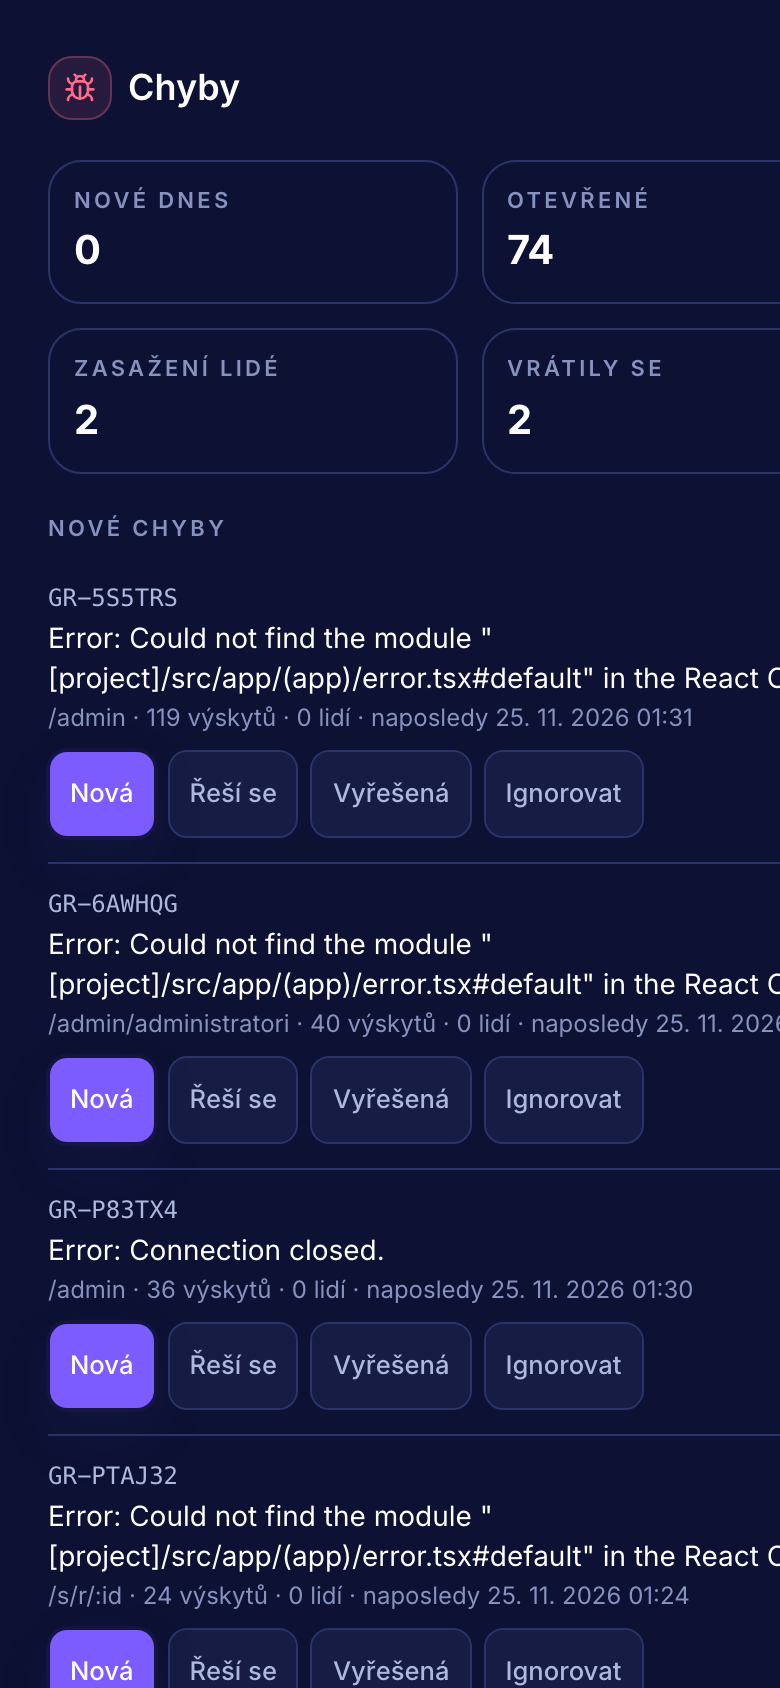 Chyby
NOVÉ DNES
0
OTEVŘENÉ
74
ZASAŽENÍ LIDÉ
2
VRÁTILY SE
2
NOVÉ CHYBY
GR-5S5TRS
Error: Could not find the module "
[project]/src/app/(app)/error.tsx#default" in the React
/admin · 119 výskytů · 0 lidí · naposledy 25. 11. 2026 01:31
Nová Řeší se Vyřešená Ignorovat
GR-6AWHQG
Error: Could not find the module "
[project]/src/app/(app)/error.tsx#default" in the React
/admin/administratori · 40 výskytů · 0 lidí · naposledy 25. 11. 2026
Nová Řeší se Vyřešená Ignorovat
GR-P83TX4
Error: Connection closed.
/admin · 36 výskytů · 0 lidí · naposledy 25. 11. 2026 01:30
Nová Řeší se Vyřešená Ignorovat
GR-PTAJ32
Error: Could not find the module "
[project]/src/app/(app)/error.tsx#default" in the React
/s/r/:id · 24 výskytů · 0 lidí · naposledy 25. 11. 2026 01:24
Nová Řeší se Vyřešená Ignorovat